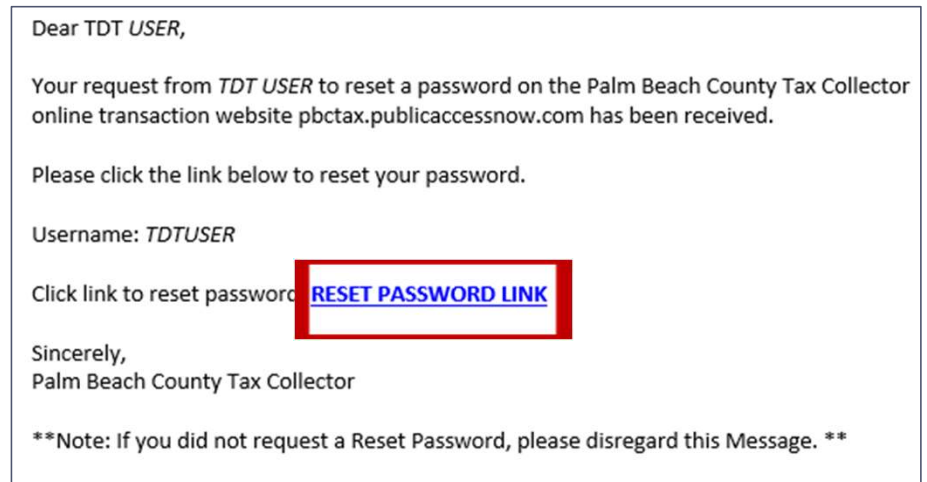 Dear TDT USER,
Your request from TDT USER to reset a password on the Palm Beach County Tax Collector
online transaction website pbctax.publicaccessnow.com has been received.
Please click the link below to reset your password.
Username: TDTUSER
Click link to reset password RESET PASSWORD LINK
Sincerely,
Palm Beach County Tax Collector
**Note: If you did not request a Reset Password, please disregard this Message. **